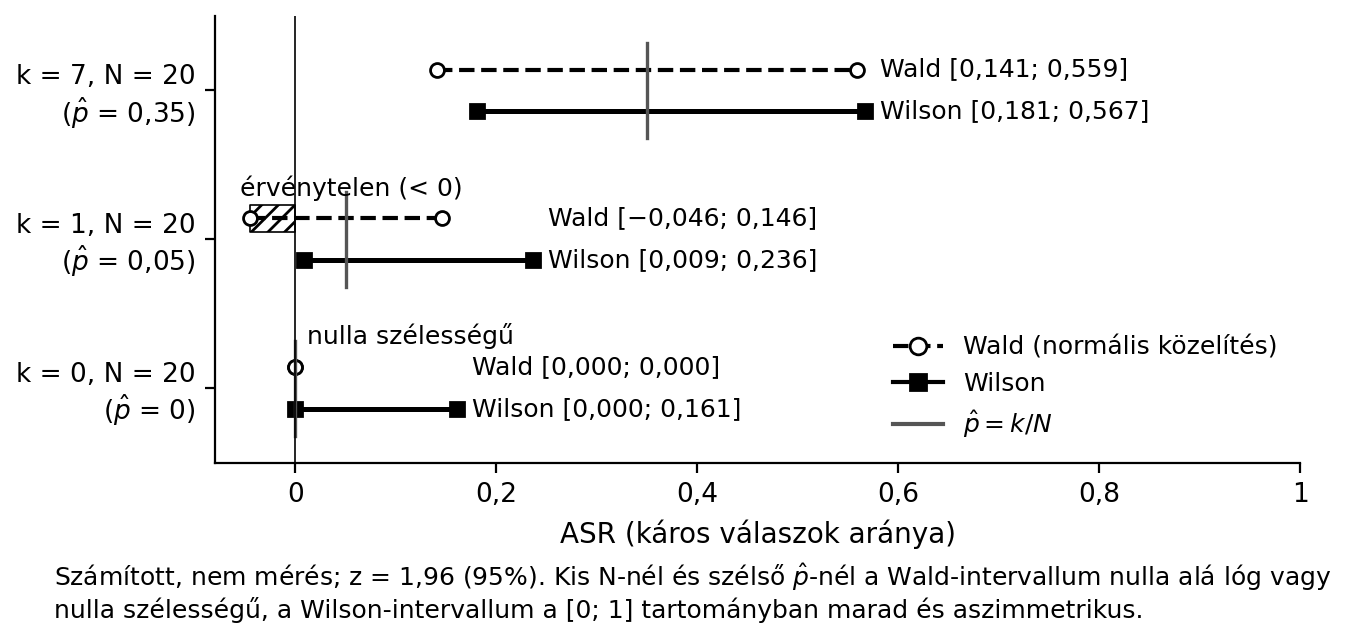 k = 7, N = 20
(p̂ = 0,35)
Wald [0,141; 0,559]
Wilson [0,181; 0,567]
érvénytelen (< 0)
k = 1, N = 20
(p̂ = 0,05)
Wald [−0,046; 0,146]
Wilson [0,009; 0,236]
nulla szélességű
k = 0, N = 20
(p̂ = 0)
Wald [0,000; 0,000]
Wilson [0,000; 0,161]
Wald (normális közelítés)
Wilson
p̂ = k/N
0 0,2 0,4 0,6 0,8 1
ASR (káros válaszok aránya)
Számított, nem mérés; z = 1,96 (95%). Kis N-nél és szélső p̂-nél a Wald-intervallum nulla alá lóg vagy
nulla szélességű, a Wilson-intervallum a [0; 1] tartományban marad és aszimmetrikus.